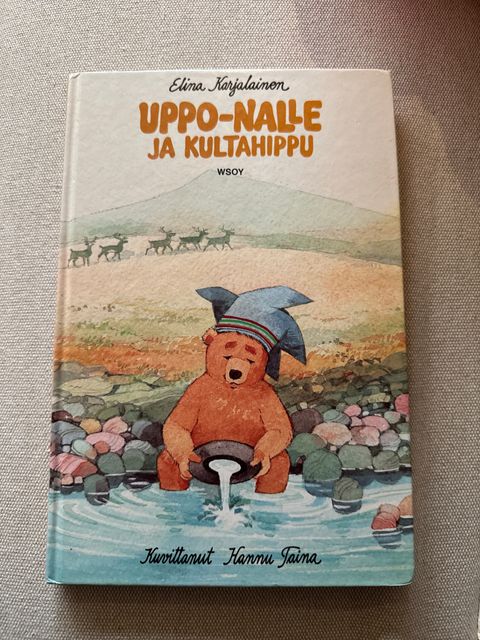 Elina Karjalainen
UPPO-NALLE
JA KULTAHIPPU
WSOY
Kuvittanut Hannu Taina